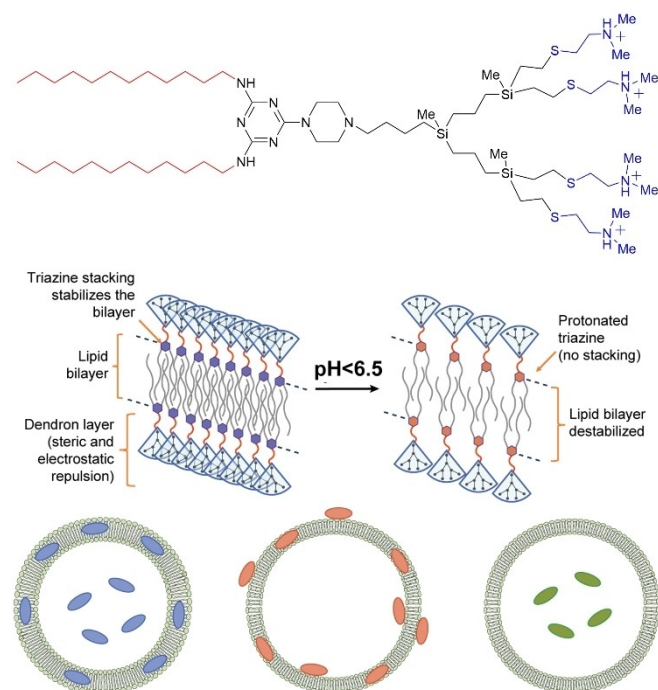 Me
S
H
N
+
Me
Me
NH
Si
S
Me
H
N
+
Me
N
N
N
N
N
Me
Si
NH
Me
Me
Si
S
H
N
+
Me
S
Me
H
N
+
Me
Triazine stacking
stabilizes the
bilayer
Lipid
bilayer
Dendron layer
(steric and
electrostatic
repulsion)
pH<6.5
Protonated
triazine
(no stacking)
Lipid bilayer
destabilized